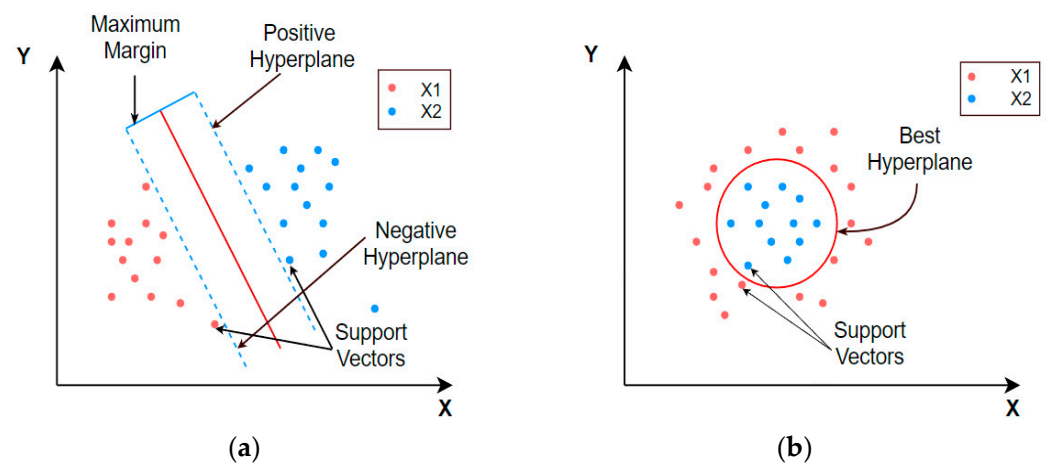 Maximum
Margin
Positive
Hyperplane
Y
X1
X2
Negative
Hyperplane
Support
Vectors
X
(a)
Y
X1
X2
Best
Hyperplane
Support
Vectors
X
(b)